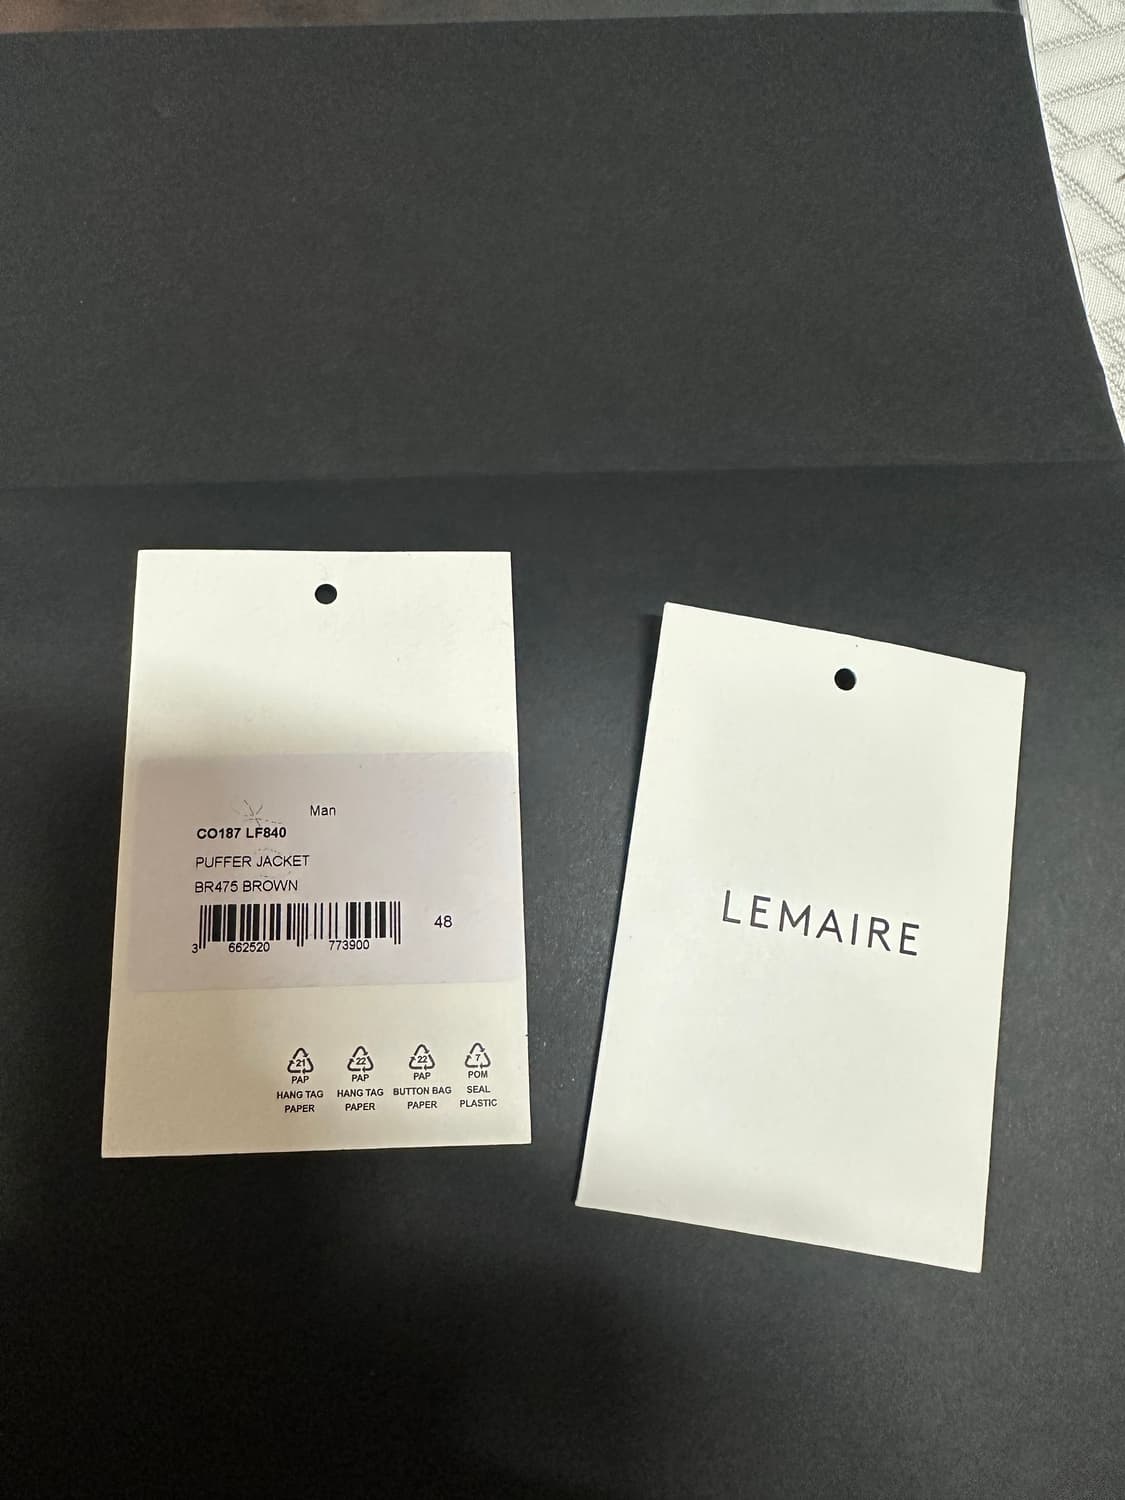 Man
CO187 LF840
PUFFER JACKET
BR475 BROWN
48
3 662520 773900
21 22 22 7
PAP PAP PAP POM
HANG TAG HANG TAG BUTTON BAG SEAL
PAPER PAPER PAPER PLASTIC
LEMAIRE